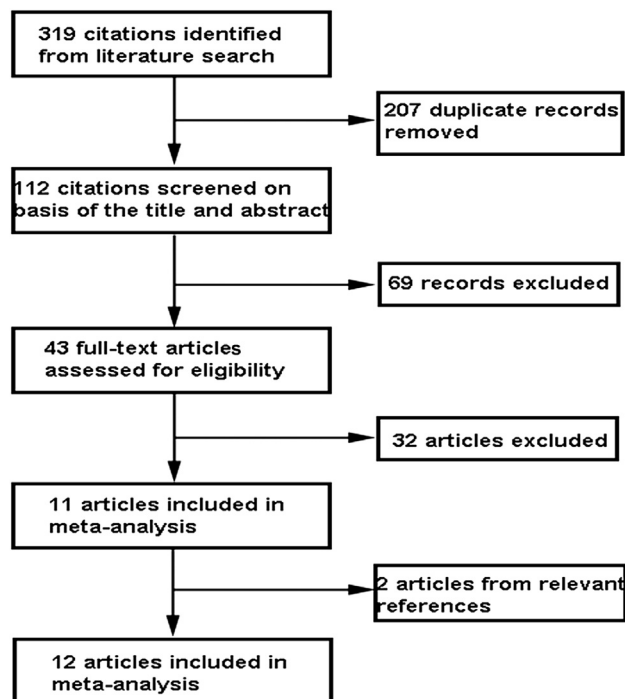 319 citations identified
from literature search
207 duplicate records
removed
112 citations screened on
basis of the title and abstract
69 records excluded
43 full-text articles
assessed for eligibility
32 articles excluded
11 articles included in
meta-analysis
2 articles from relevant
references
12 articles included in
meta-analysis